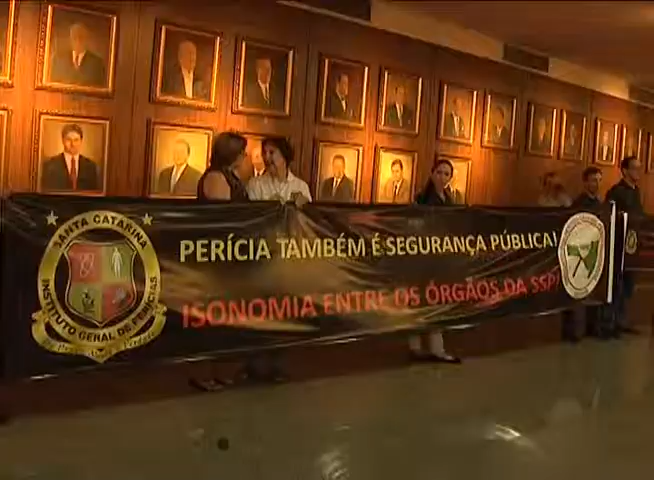 SANTA CATARINA
PERÍCIA TAMBÉM É SEGURANÇA PÚBLICA!
ISONOMIA ENTRE OS ÓRGÃOS DA SSP!
INSTITUTO GERAL DE PERÍCIAS